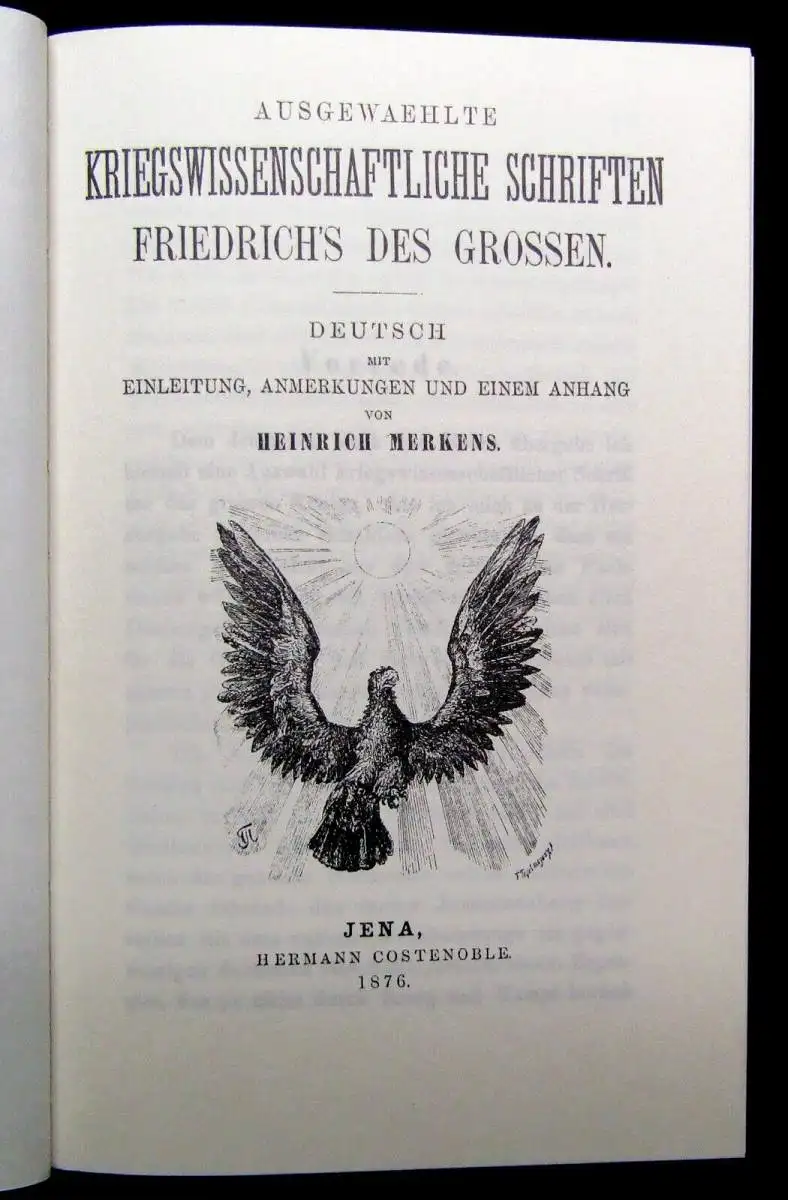 AUSGEWAEHLTE
KRIEGSWISSENSCHAFTLICHE SCHRIFTEN
FRIEDRICH'S DES GROSSEN.
DEUTSCH
MIT
EINLEITUNG, ANMERKUNGEN UND EINEM ANHANG
VON
HEINRICH MERKENS.
JENA,
HERMANN COSTENOBLE.
1876.